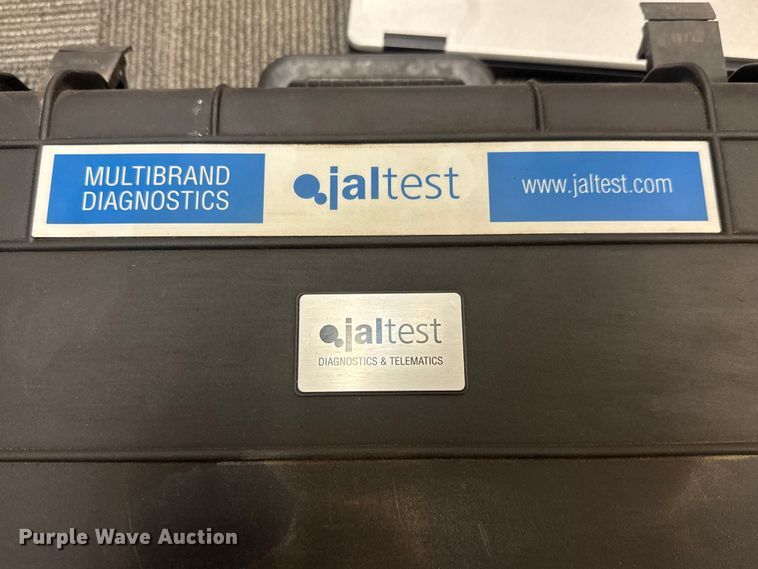 MULTIBRAND
DIAGNOSTICS
jaltest
www.jaltest.com
jaltest
DIAGNOSTICS & TELEMATICS
Purple Wave Auction